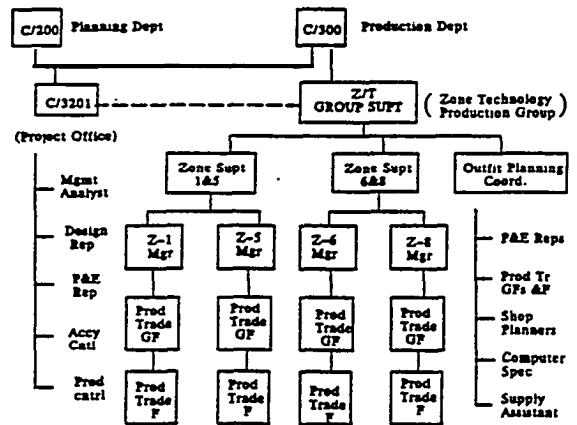 C/200
Planning Dept
C/300
Production Dept
C/3201
Z/T
GROUP SUPT
( Zone Technology
Production Group )
(Project Office)
Zone Supt
1&5
Zone Supt
6&8
Outfit Planning
Coord.
Mgmt
Analyst
Design
Rep
P&E
Rep
Accy
Catl
Prod
catrl
Z-1
Mgr
Z-5
Mgr
Z-6
Mgr
Z-8
Mgr
Prod
Trade
GF
Prod
Trade
GF
Prod
Trade
GF
Prod
Trade
GF
Prod
Trade
F
Prod
Trade
F
Prod
Trade
F
Prod
Trade
F
P&E Reps
Prod Tr
GFs &F
Shop
Planners
Computer
Spec
Supply
Assistant